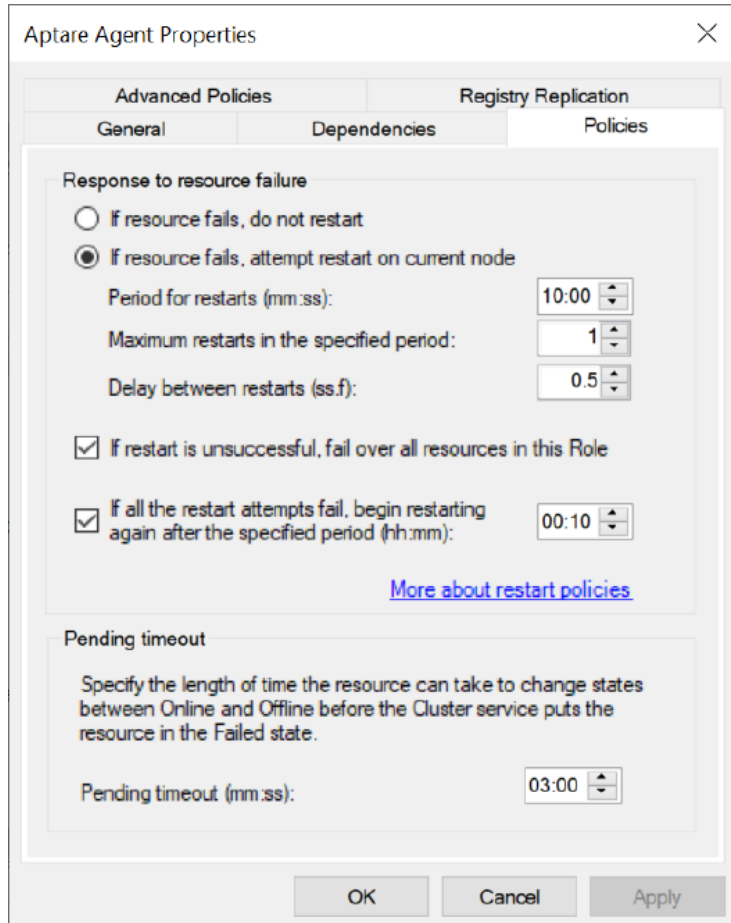 Aptare Agent Properties
Advanced Policies
Registry Replication
General
Dependencies
Policies
Response to resource failure
If resource fails, do not restart
If resource fails, attempt restart on current node
Period for restarts (mm:ss):
10:00
Maximum restarts in the specified period:
1
Delay between restarts (ss.f):
0.5
If restart is unsuccessful, fail over all resources in this Role
If all the restart attempts fail, begin restarting
again after the specified period (hh:mm):
00:10
More about restart policies
Pending timeout
Specify the length of time the resource can take to change states
between Online and Offline before the Cluster service puts the
resource in the Failed state.
Pending timeout (mm:ss):
03:00
OK
Cancel
Apply